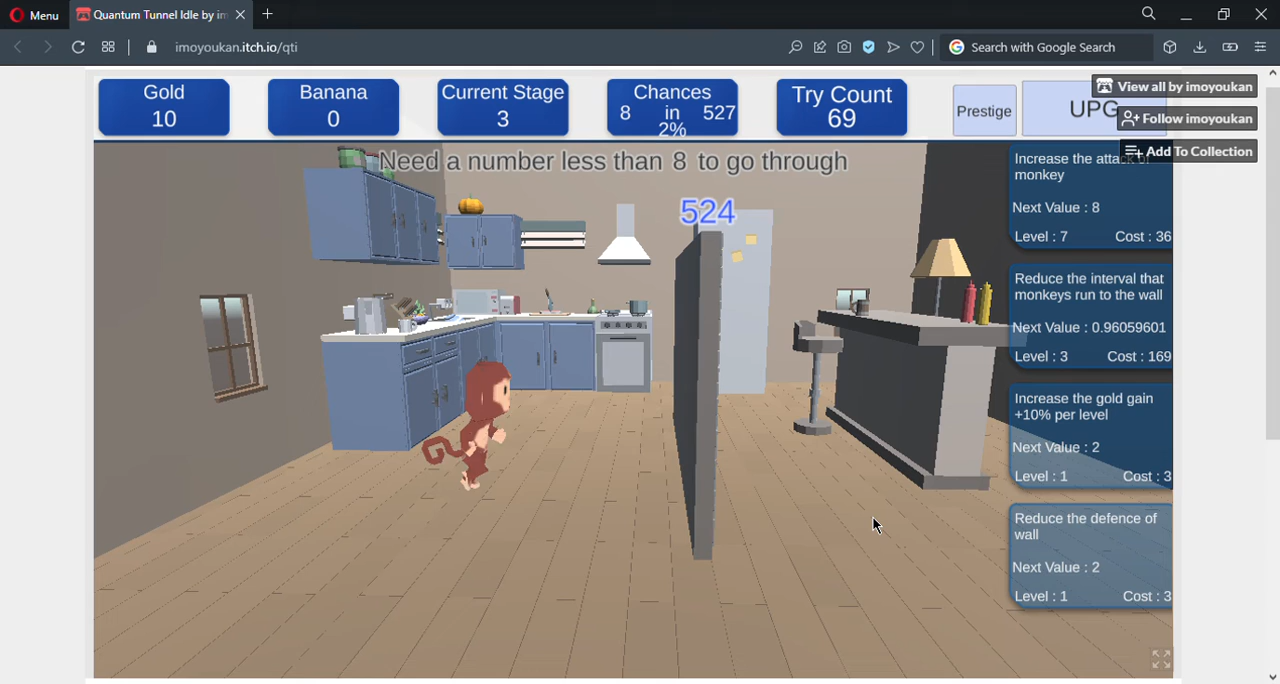 Menu
Quantum Tunnel Idle by im
imoyoukan.itch.io/qti
Search with Google Search
Gold
10
Banana
0
Current Stage
3
Chances
8 in 527
2%
Try Count
69
Prestige
UPG
View all by imoyoukan
Follow imoyoukan
Add To Collection
Need a number less than 8 to go through
524
Increase the attack of
monkey
Next Value : 8
Level : 7 Cost : 36
Reduce the interval that
monkeys run to the wall
Next Value : 0.96059601
Level : 3 Cost : 169
Increase the gold gain
+10% per level
Next Value : 2
Level : 1 Cost : 3
Reduce the defence of
wall
Next Value : 2
Level : 1 Cost : 3